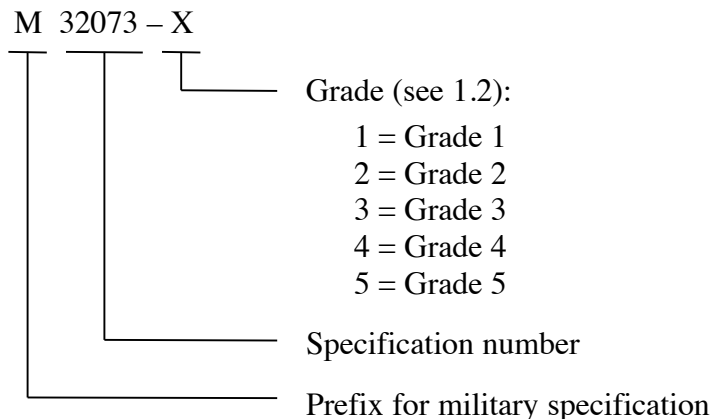 M 32073 – X
Grade (see 1.2):
1 = Grade 1
2 = Grade 2
3 = Grade 3
4 = Grade 4
5 = Grade 5
Specification number
Prefix for military specification